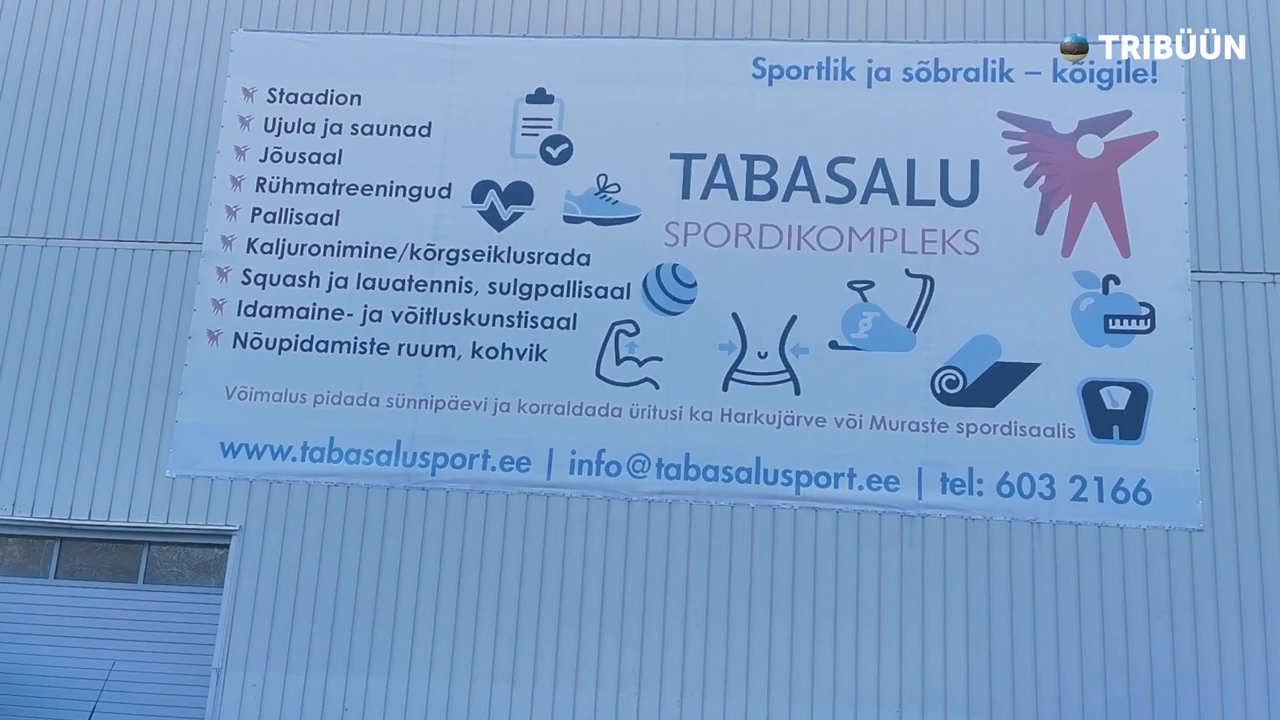 TRIBÜÜN
Sportlik ja sõbralik – kõigile!
Staadion
Ujula ja saunad
Jõusaal
Rühmatreeningud
Pallisaal
Kaljuronimine/kõrgseiklusrada
Squash ja lauatennis, sulgpallisaal
Idamaine- ja võitluskunstisaal
Nõupidamiste ruum, kohvik
TABASALU
SPORDIKOMPLEKS
Võimalus pidada sünnipäevi ja korraldada üritusi ka Harkujärve või Muraste spordisaalis
www.tabasalusport.ee | info@tabasalusport.ee | tel: 603 2166